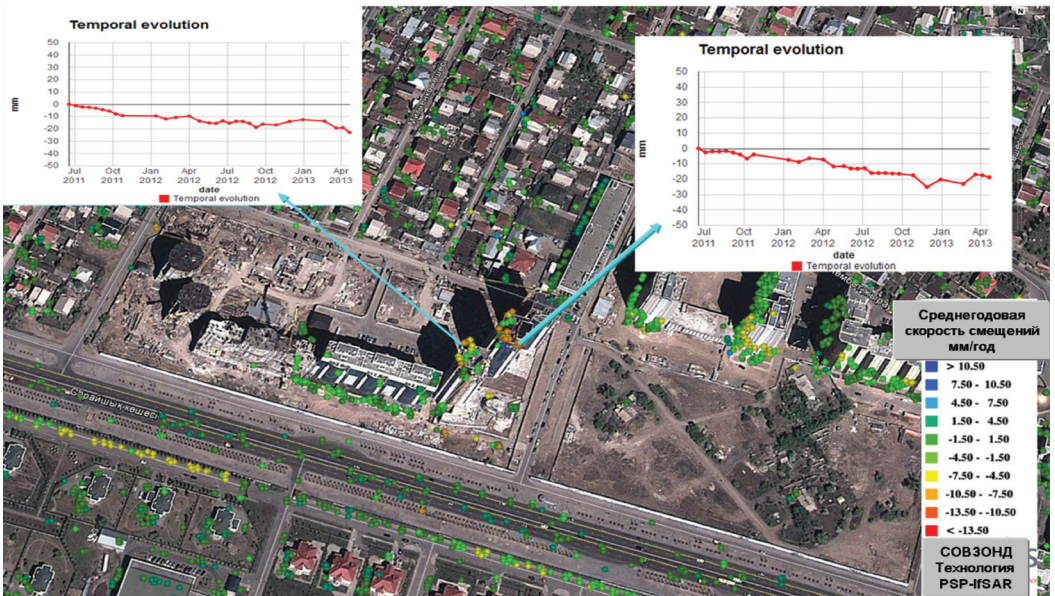 Temporal evolution
50
40
30
20
10
0
-10
-20
-30
-40
-50
mm
Jul Oct Jan Apr Jul Oct Jan Apr
2011 2011 2012 2012 2012 2012 2013 2013
date
Temporal evolution
Temporal evolution
50
40
30
20
10
0
-10
-20
-30
-40
-50
mm
Jul Oct Jan Apr Jul Oct Jan Apr
2011 2011 2012 2012 2012 2012 2013 2013
date
Temporal evolution
N
Сарайшық көшесі
Среднегодовая
скорость смещений
мм/год
> 10.50
7.50 - 10.50
4.50 - 7.50
1.50 - 4.50
-1.50 - 1.50
-4.50 - -1.50
-7.50 - -4.50
-10.50 - -7.50
-13.50 - -10.50
< -13.50
СОВЗОНД
Технология
PSP-IfSAR